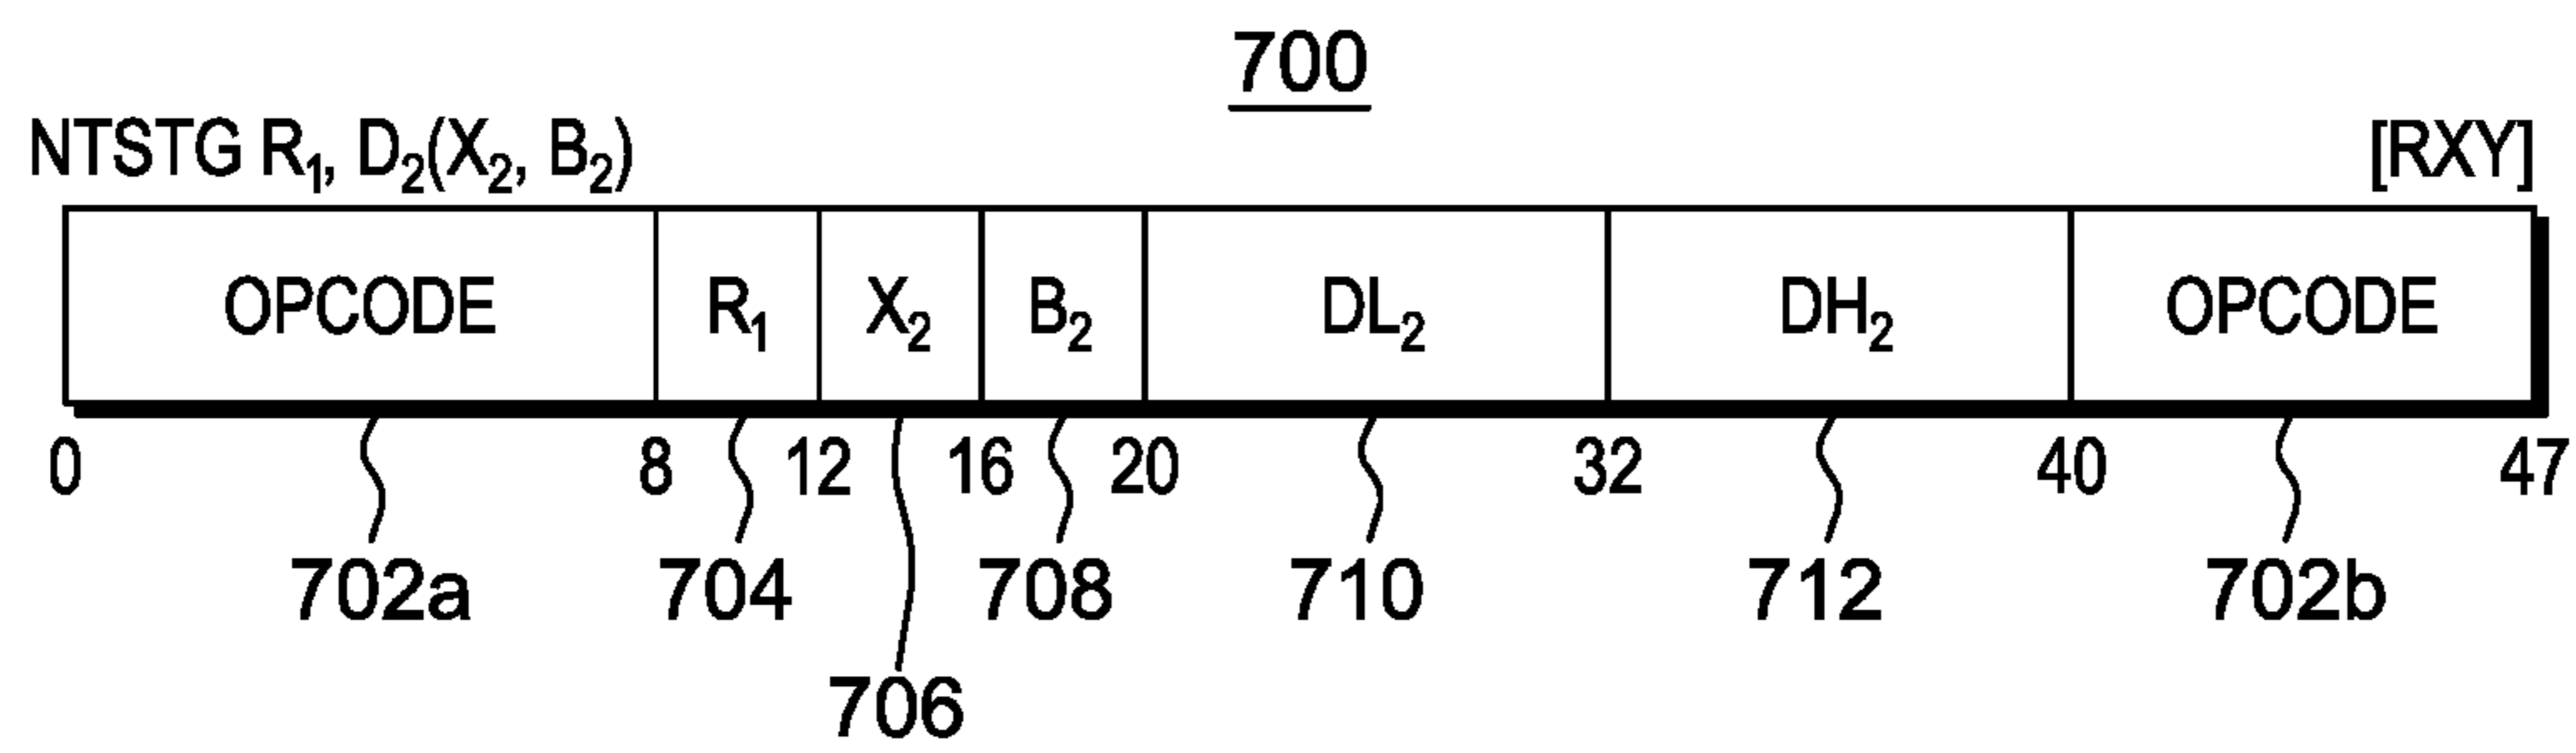 700
NTSTG R₁, D₂(X₂, B₂) [RXY]
OPCODE R₁ X₂ B₂ DL₂ DH₂ OPCODE
0 8 12 16 20 32 40 47
702a 704 708 710 712 702b
706